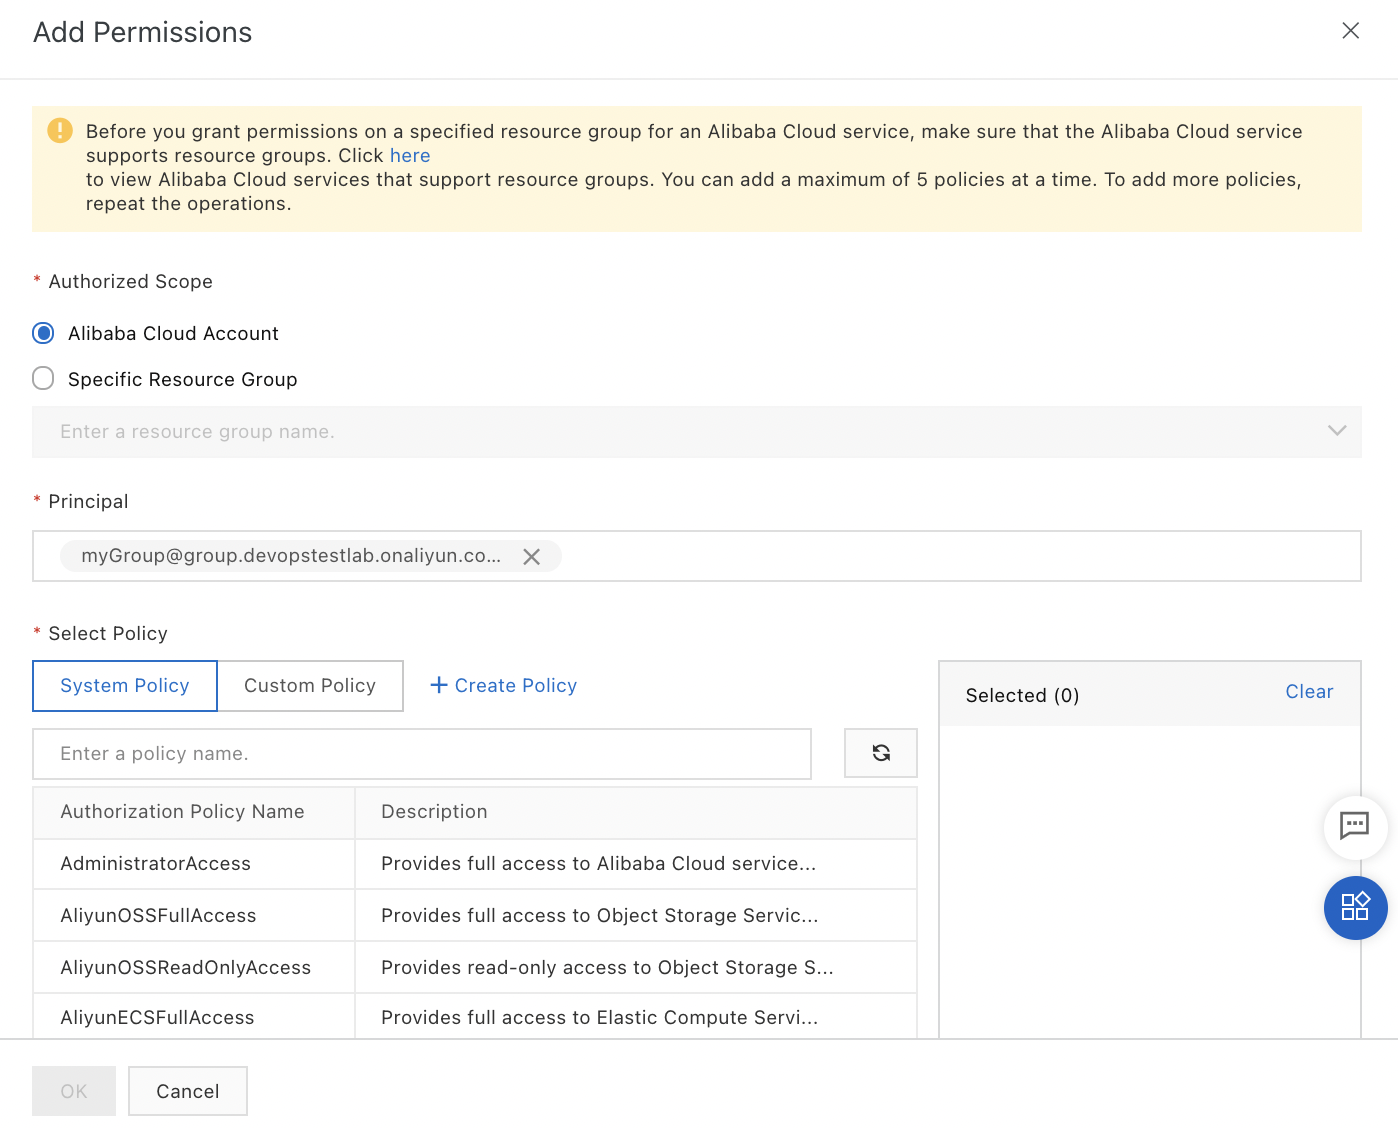 Add Permissions
Before you grant permissions on a specified resource group for an Alibaba Cloud service, make sure that the Alibaba Cloud service
supports resource groups. Click here
to view Alibaba Cloud services that support resource groups. You can add a maximum of 5 policies at a time. To add more policies,
repeat the operations.
* Authorized Scope
Alibaba Cloud Account
Specific Resource Group
Enter a resource group name.
* Principal
myGroup@group.devopstestlab.onaliyun.co...
* Select Policy
System Policy
Custom Policy
+ Create Policy
Enter a policy name.
Authorization Policy Name Description
AdministratorAccess Provides full access to Alibaba Cloud service...
AliyunOSSFullAccess Provides full access to Object Storage Servic...
AliyunOSSReadOnlyAccess Provides read-only access to Object Storage S...
AliyunECSFullAccess Provides full access to Elastic Compute Servi...
Selected (0)
Clear
OK
Cancel